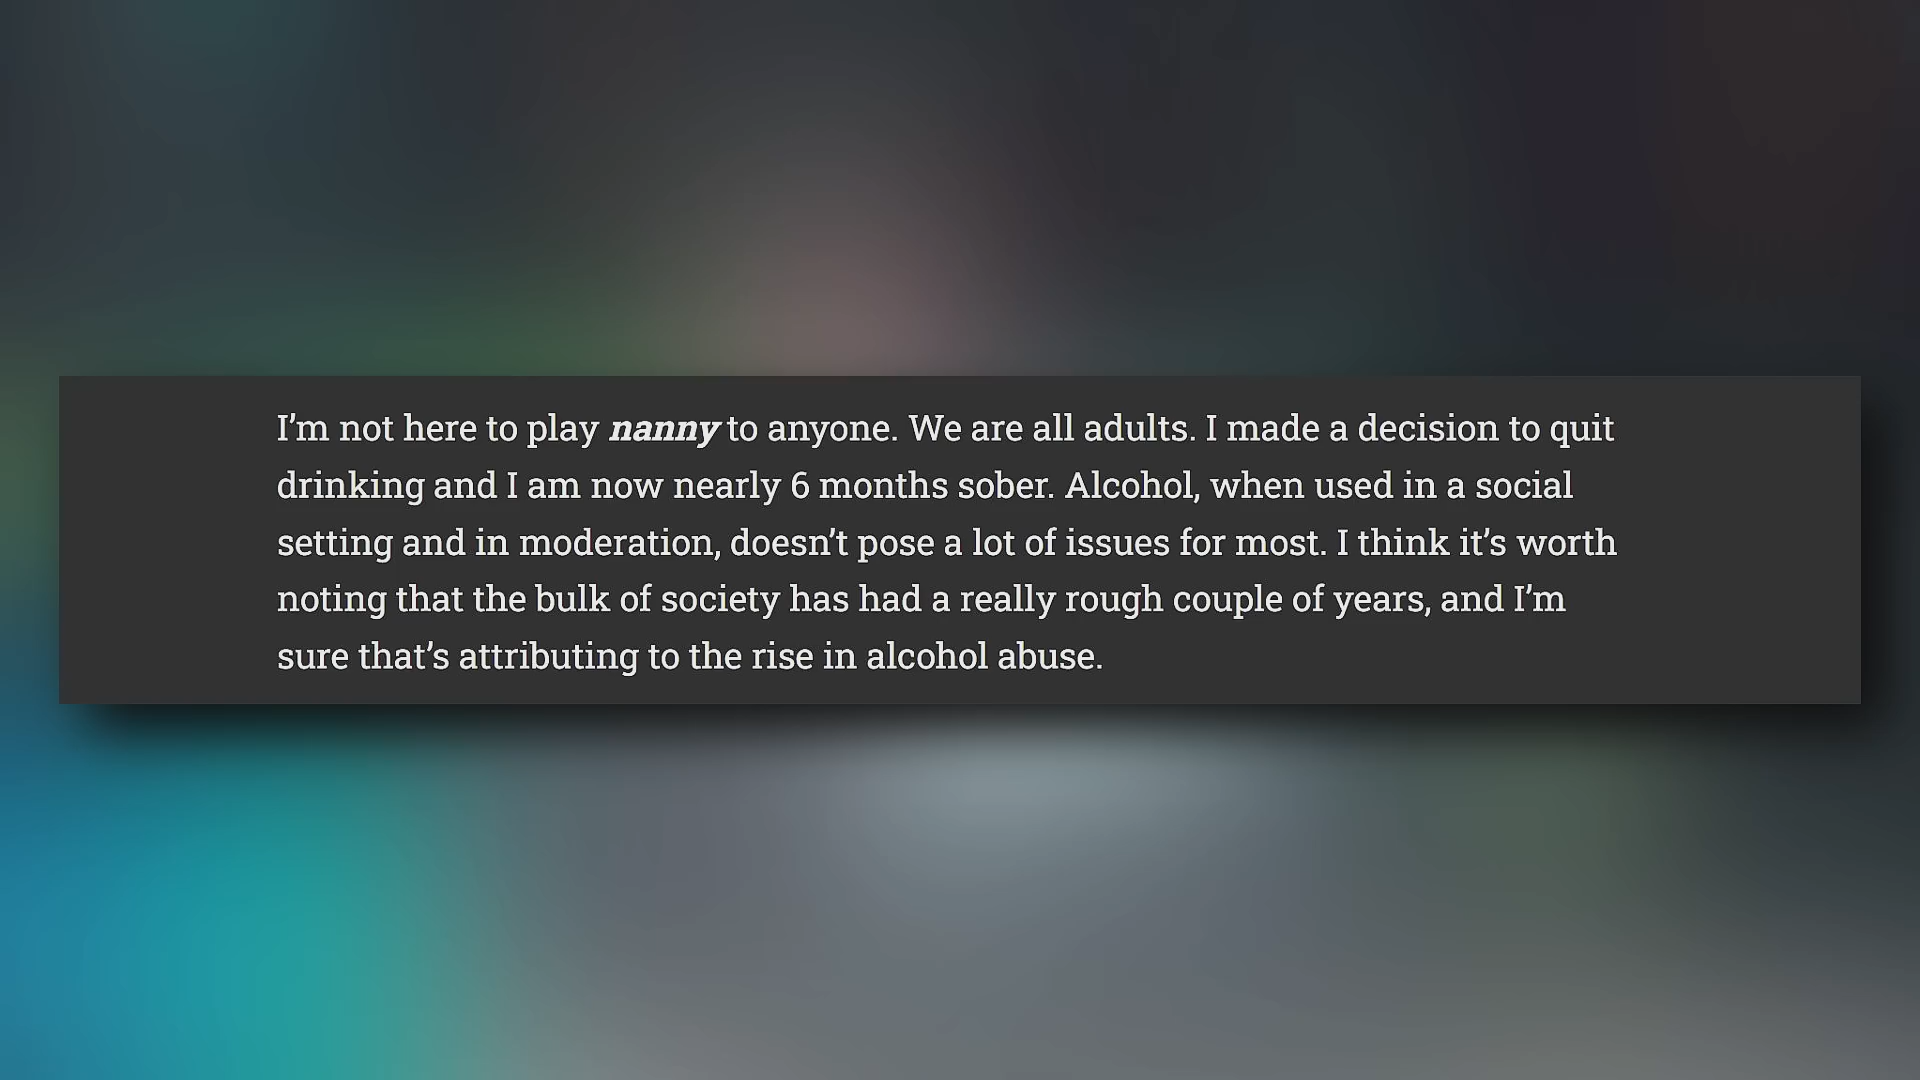 I’m not here to play nanny to anyone. We are all adults. I made a decision to quit
drinking and I am now nearly 6 months sober. Alcohol, when used in a social
setting and in moderation, doesn’t pose a lot of issues for most. I think it’s worth
noting that the bulk of society has had a really rough couple of years, and I’m
sure that’s attributing to the rise in alcohol abuse.